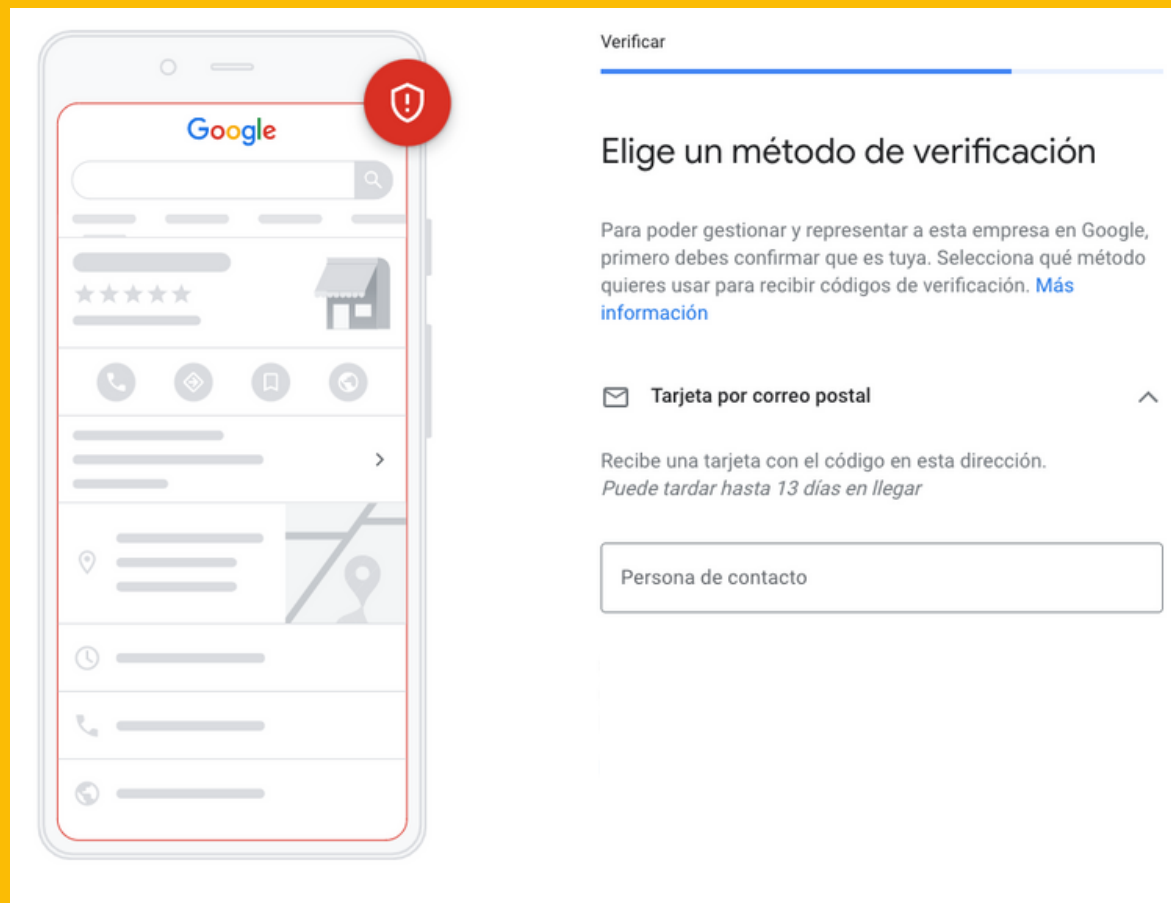 Google
Verificar
Elige un método de verificación
Para poder gestionar y representar a esta empresa en Google,
primero debes confirmar que es tuya. Selecciona qué método
quieres usar para recibir códigos de verificación. Más
información
Tarjeta por correo postal
Recibe una tarjeta con el código en esta dirección.
Puede tardar hasta 13 días en llegar
Persona de contacto